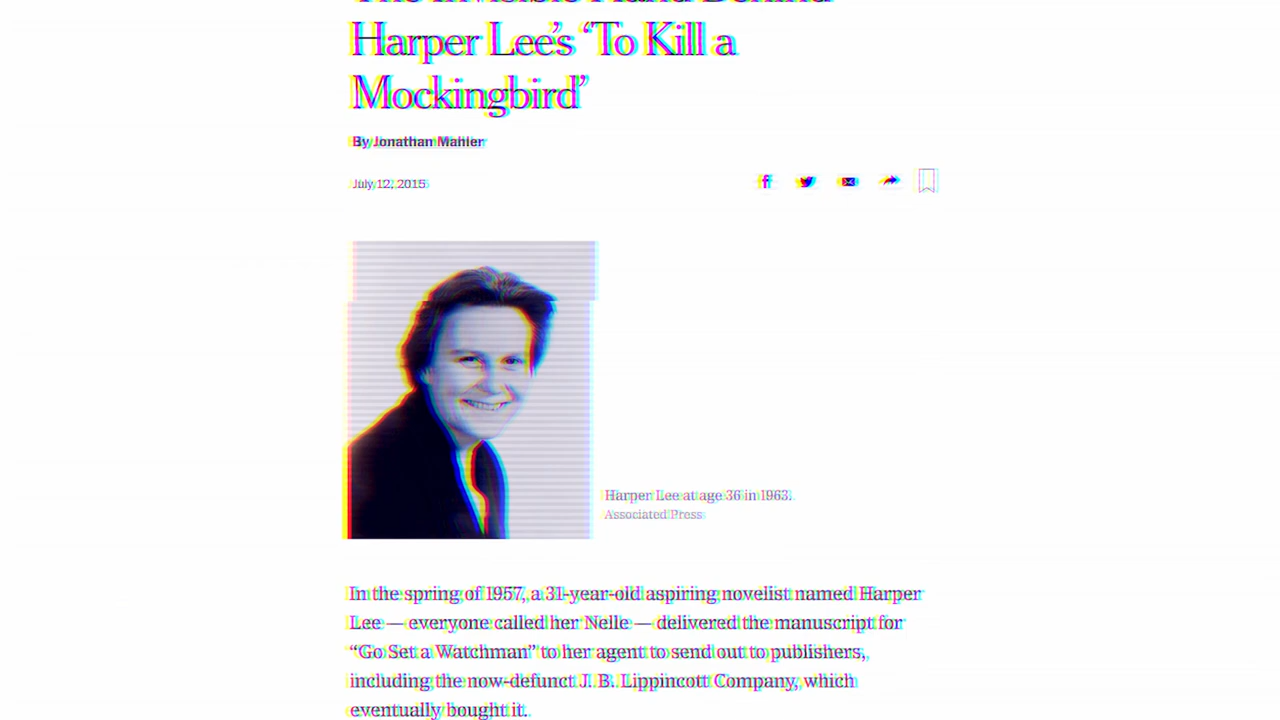 The Invisible Hand Behind
Harper Lee's ‘To Kill a
Mockingbird’
By Jonathan Mahler
July 12, 2015
Harper Lee at age 36 in 1963.
Associated Press
In the spring of 1957, a 31-year-old aspiring novelist named Harper
Lee — everyone called her Nelle — delivered the manuscript for
“Go Set a Watchman” to her agent to send out to publishers,
including the now-defunct J. B. Lippincott Company, which
eventually bought it.